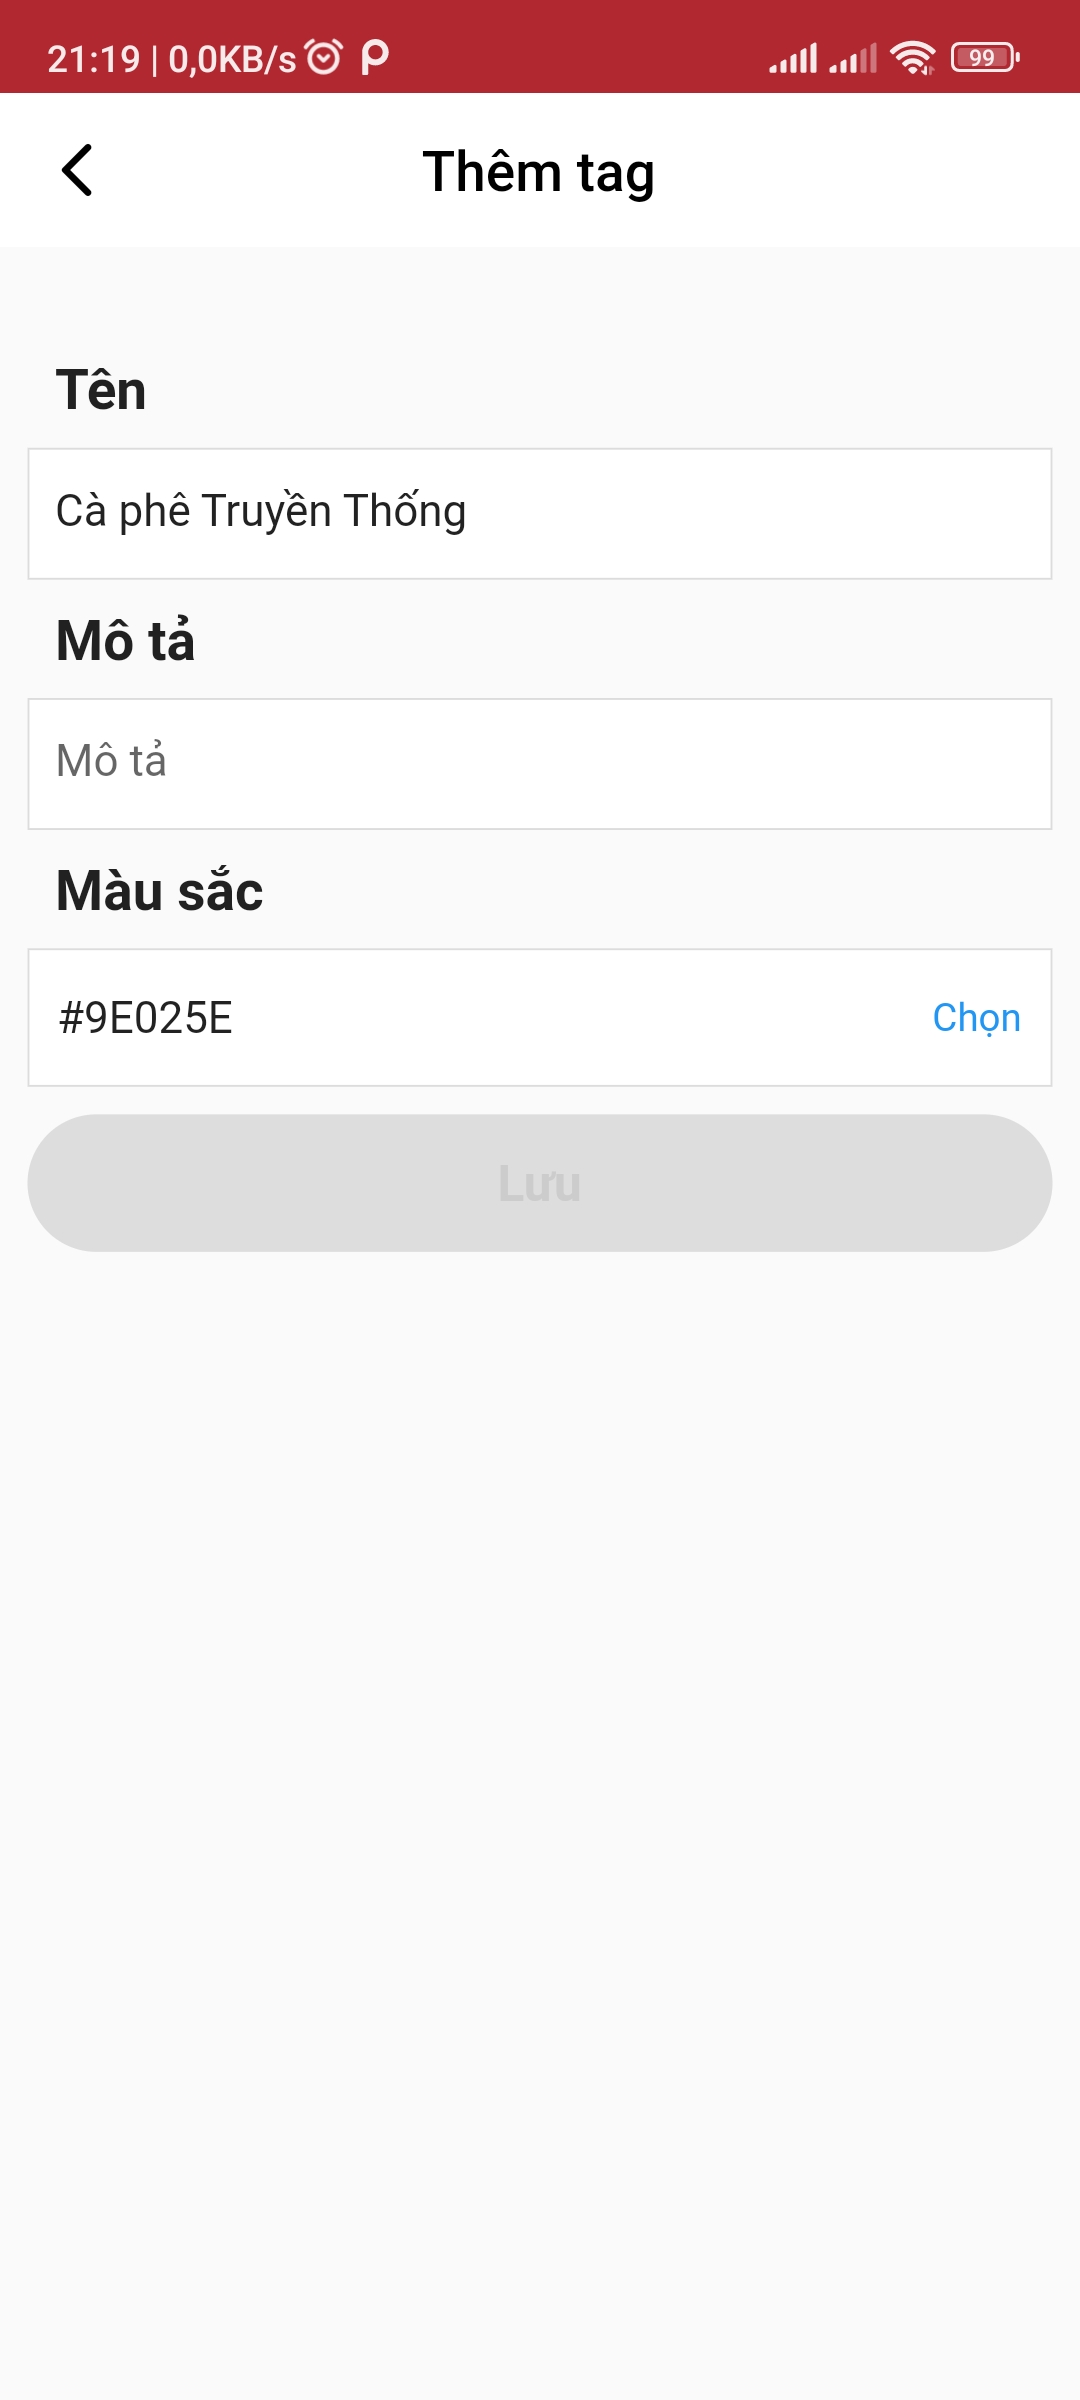 21:19 | 0,0KB/s
99
Thêm tag
Tên
Cà phê Truyền Thống
Mô tả
Mô tả
Màu sắc
#9E025E
Chọn
Lưu